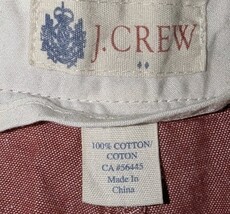 J.CREW
100% COTTON/
COTON
CA #56445
Made In
China